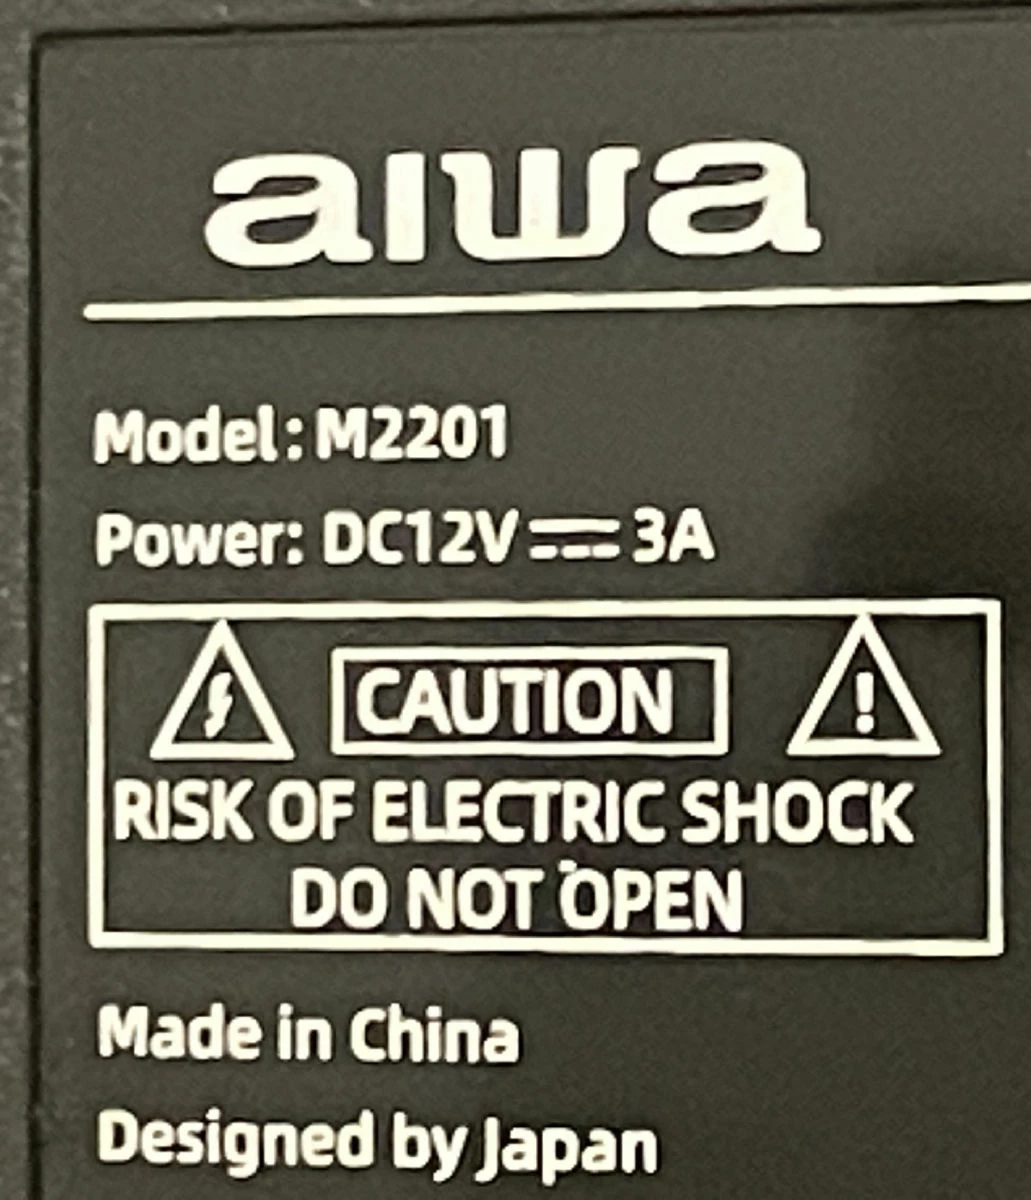 aiwa
Model: M2201
Power: DC12V⎓3A
CAUTION
RISK OF ELECTRIC SHOCK
DO NOT OPEN
Made in China
Designed by Japan